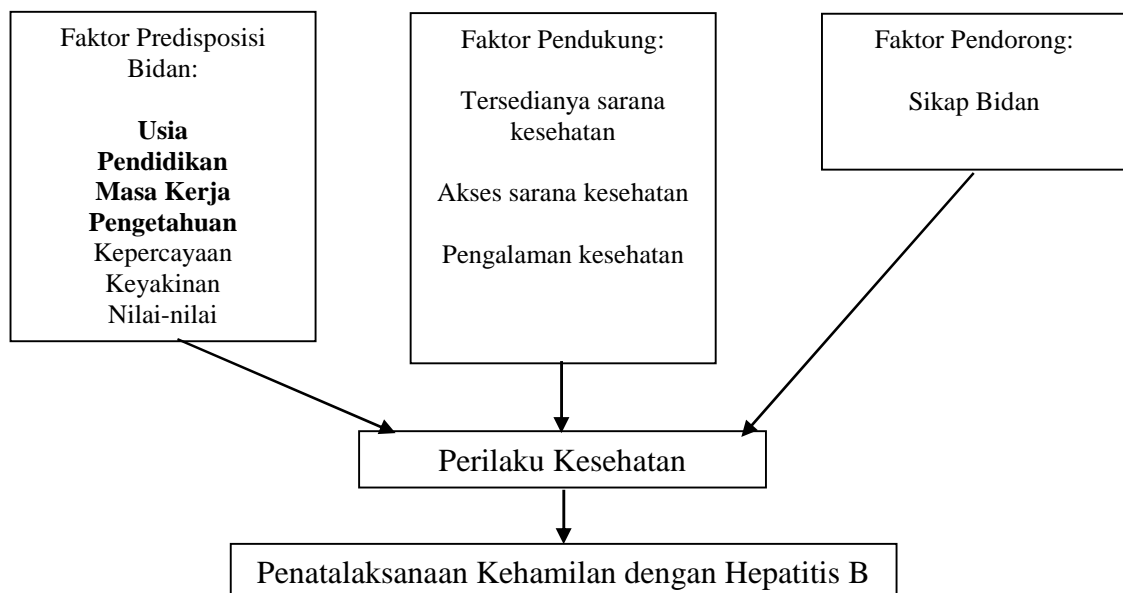 Faktor Predisposisi
Bidan:
Usia
Pendidikan
Masa Kerja
Pengetahuan
Kepercayaan
Keyakinan
Nilai-nilai
Faktor Pendukung:
Tersedianya sarana
kesehatan
Akses sarana kesehatan
Pengalaman kesehatan
Faktor Pendorong:
Sikap Bidan
Perilaku Kesehatan
Penatalaksanaan Kehamilan dengan Hepatitis B